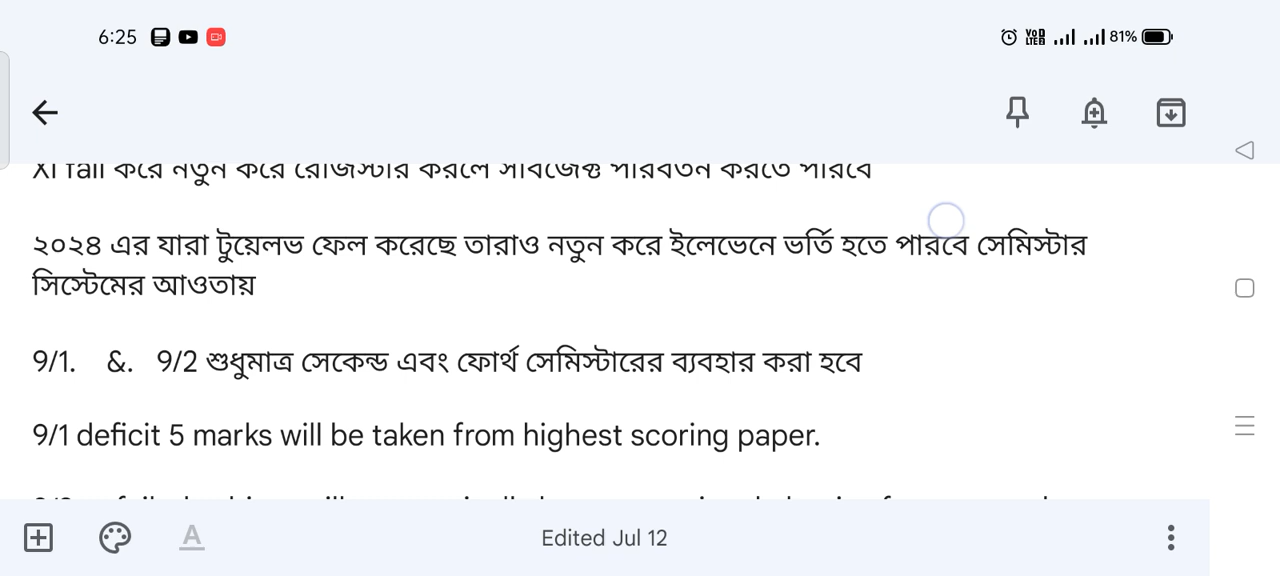 6:25
VoD LTED 81%
XI fail করে নতুন করে রেজিস্টার করলে সাবজেক্ট পরিবর্তন করতে পারবে
২০২৪ এর যারা টুয়েলভ ফেল করেছে তারাও নতুন করে ইলেভেনে ভর্তি হতে পারবে সেমিস্টার
সিস্টেমের আওতায়
9/1. &. 9/2 শুধুমাত্র সেকেন্ড এবং ফোর্থ সেমিস্টারের ব্যবহার করা হবে
9/1 deficit 5 marks will be taken from highest scoring paper.
A
Edited Jul 12